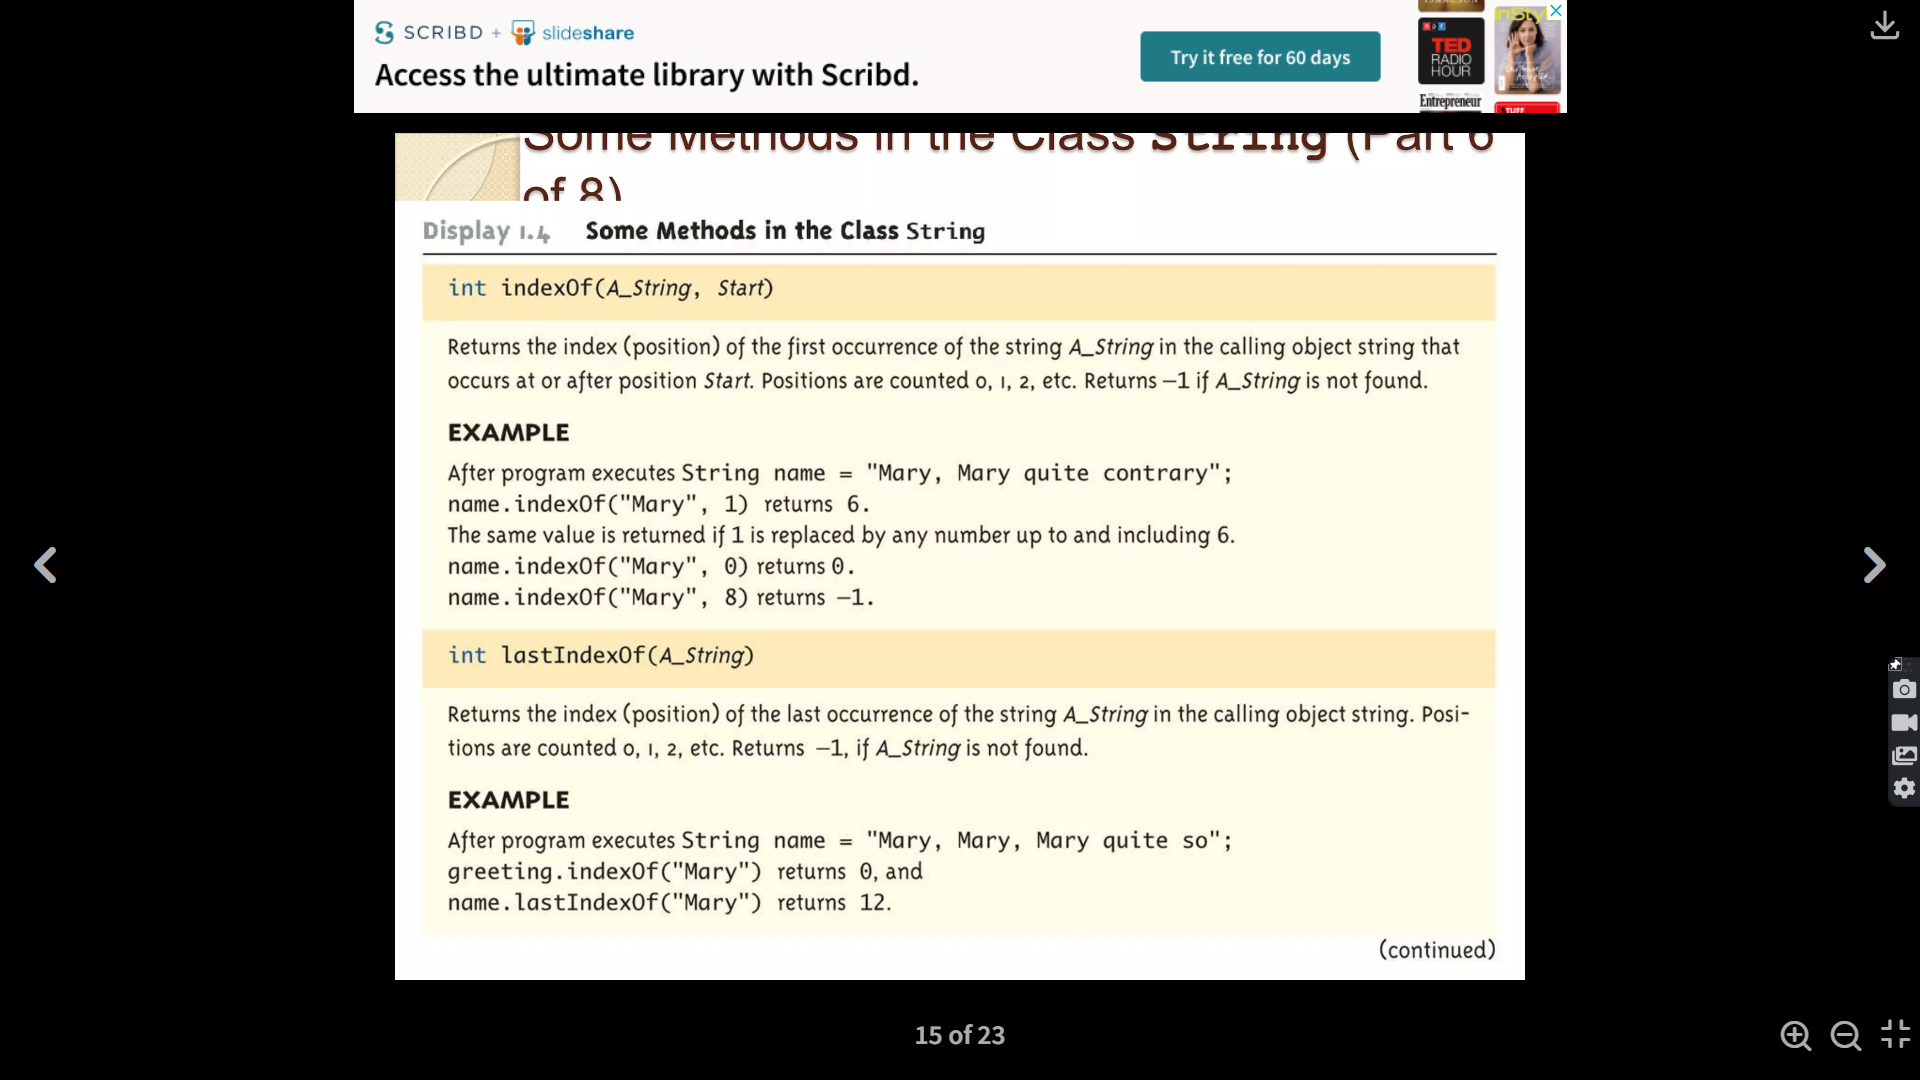 SCRIBD + slideshare
Access the ultimate library with Scribd.
Try it free for 60 days
TED
RADIO
HOUR
InStyl
Entrepreneur
Some Methods in the Class String (Part 6
of 8)
Display 1.4 Some Methods in the Class String
int indexOf(A_String, Start)
Returns the index (position) of the first occurrence of the string A_String in the calling object string that
occurs at or after position Start. Positions are counted 0, 1, 2, etc. Returns –1 if A_String is not found.
EXAMPLE
After program executes String name = "Mary, Mary quite contrary";
name.indexOf("Mary", 1) returns 6.
The same value is returned if 1 is replaced by any number up to and including 6.
name.indexOf("Mary", 0) returns 0.
name.indexOf("Mary", 8) returns –1.
int lastIndexOf(A_String)
Returns the index (position) of the last occurrence of the string A_String in the calling object string. Posi-
tions are counted 0, 1, 2, etc. Returns –1, if A_String is not found.
EXAMPLE
After program executes String name = "Mary, Mary, Mary quite so";
greeting.indexOf("Mary") returns 0, and
name.lastIndexOf("Mary") returns 12.
(continued)
15 of 23